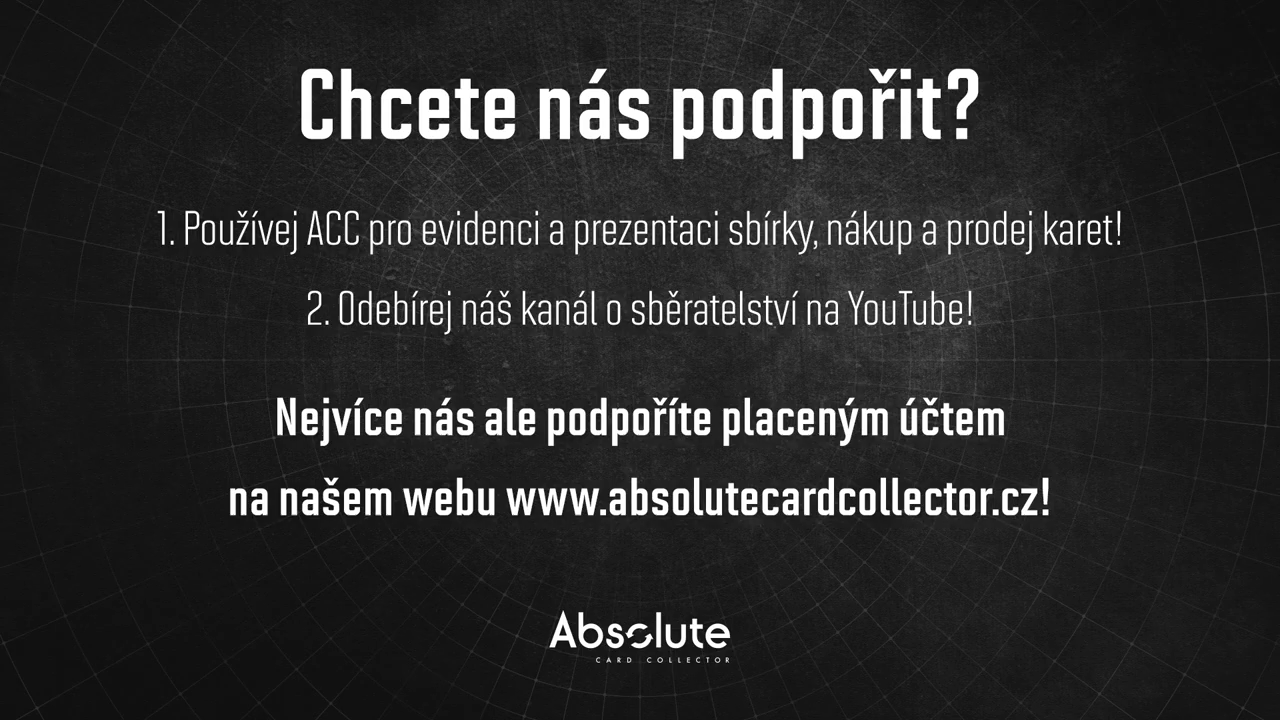 Chcete nás podpořit?
1. Používej ACC pro evidenci a prezentaci sbírky, nákup a prodej karet!
2. Odebírej náš kanál o sběratelství na YouTube!
Nejvíce nás ale podpoříte placeným účtem
na našem webu www.absolutecardcollector.cz!
Absolute
CARD COLLECTOR